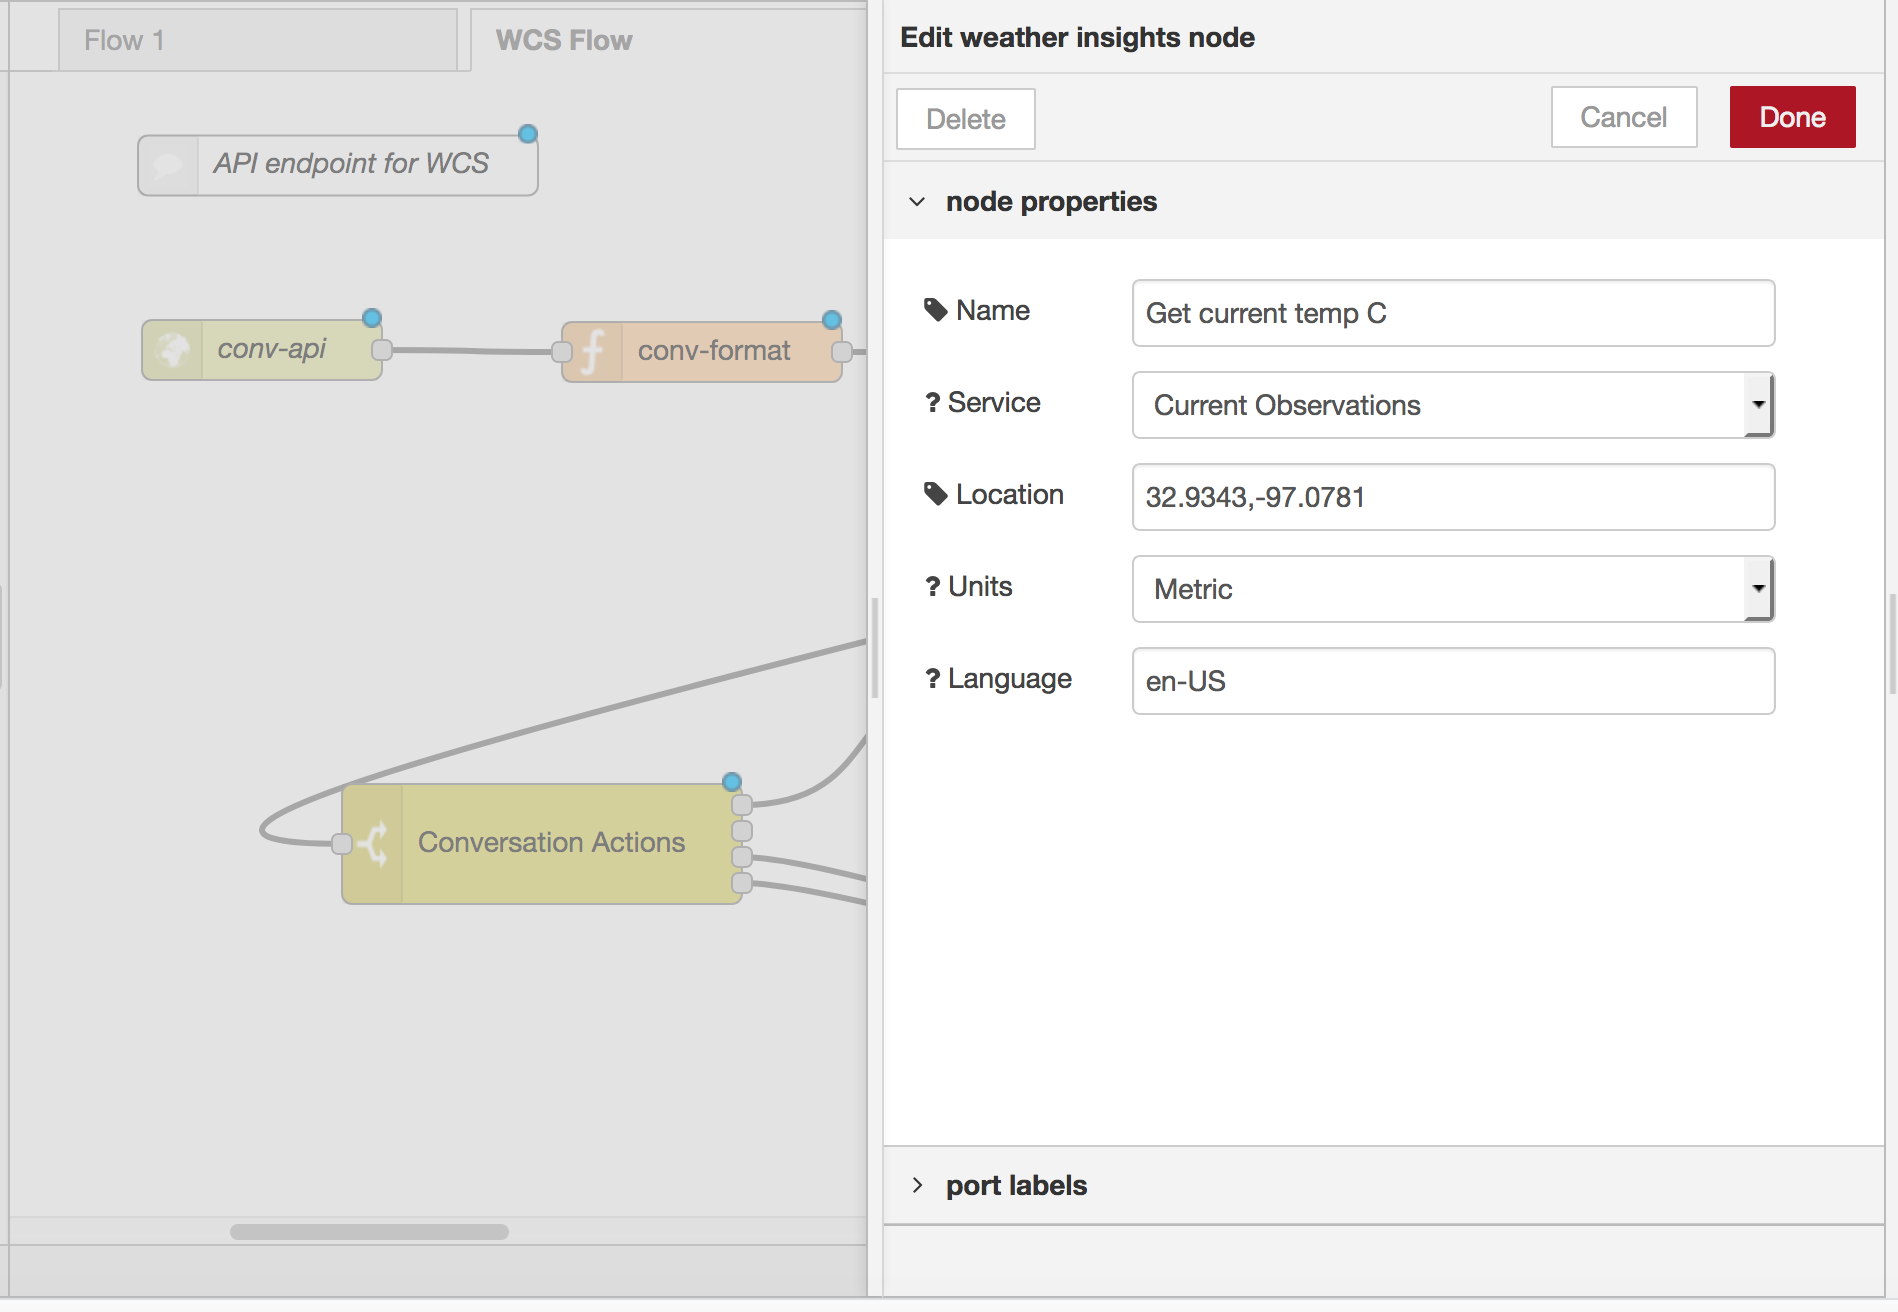 Flow 1
WCS Flow
API endpoint for WCS
conv-api
conv-format
Conversation Actions
Edit weather insights node
Delete
Cancel
Done
node properties
Name
Get current temp C
? Service
Current Observations
Location
32.9343,-97.0781
? Units
Metric
? Language
en-US
port labels